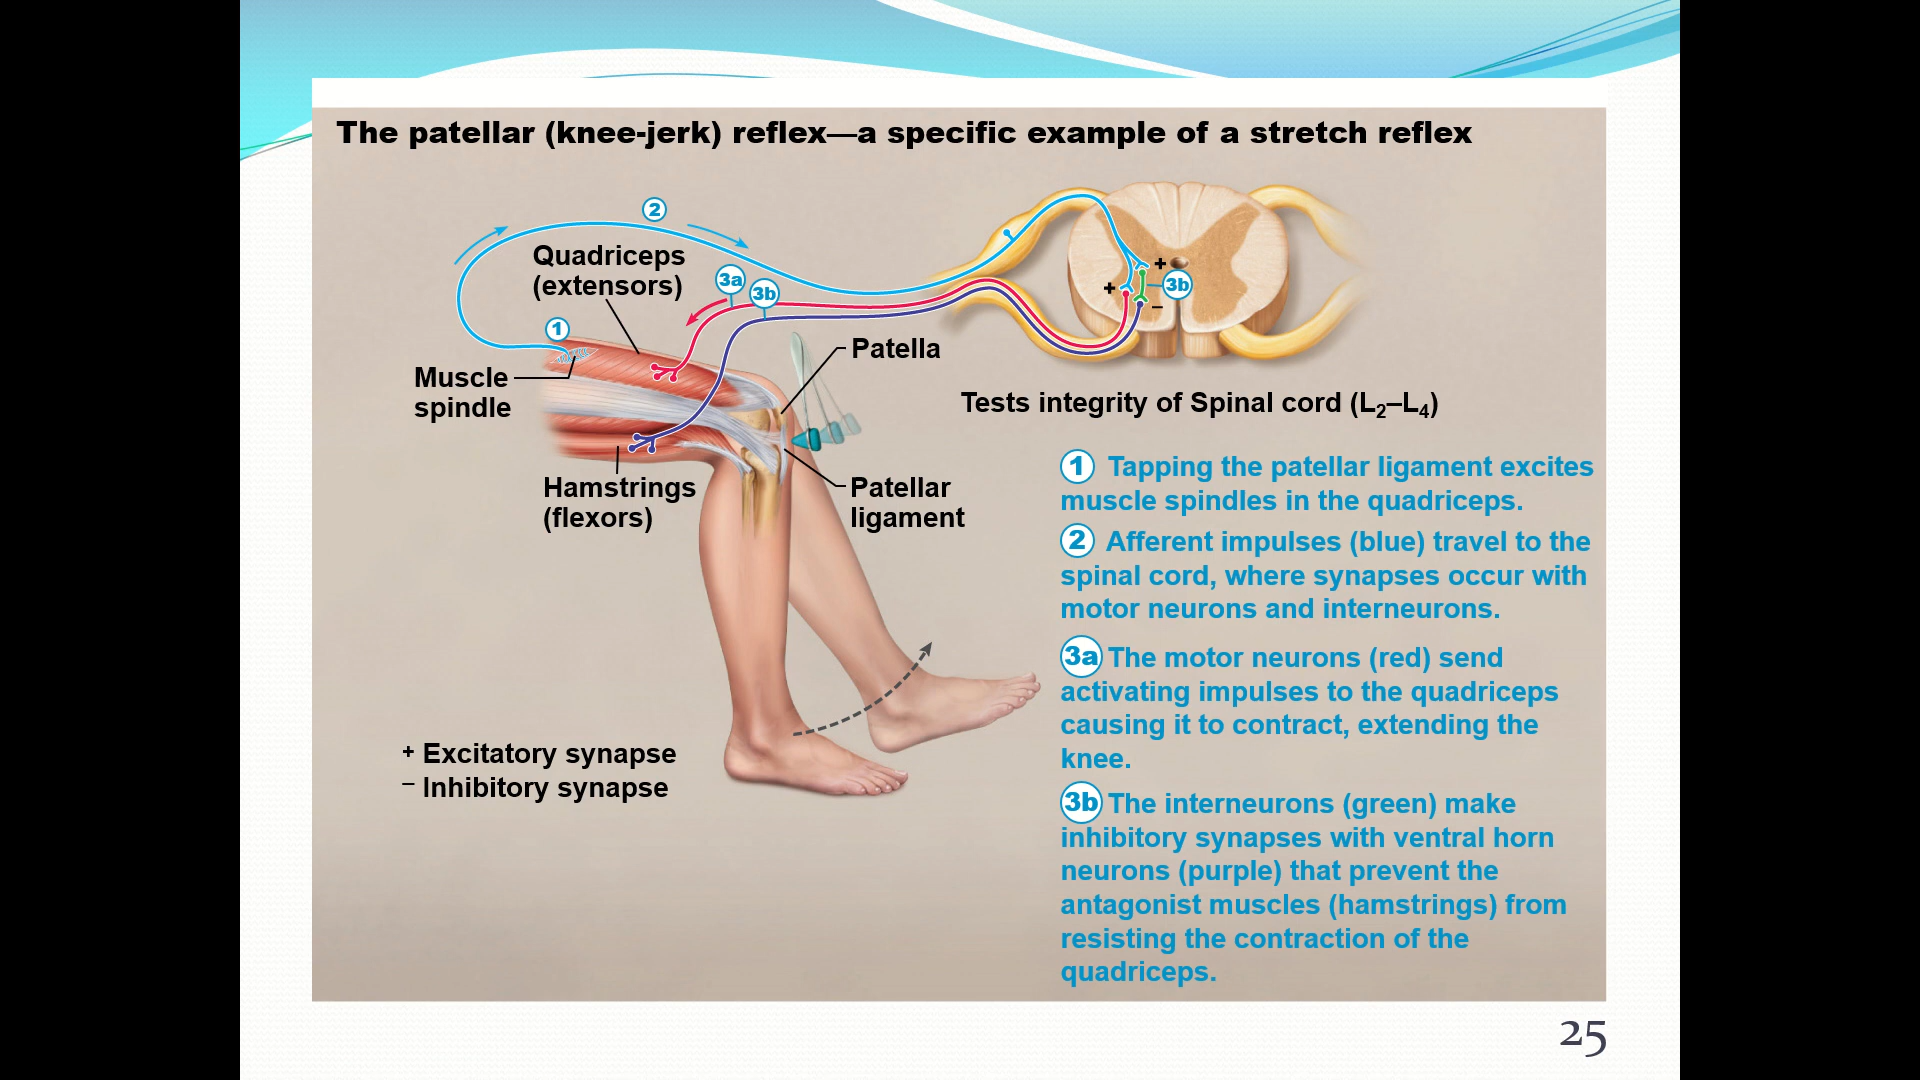 The patellar (knee-jerk) reflex—a specific example of a stretch reflex
2
Quadriceps
(extensors)
3a
3b
1
Muscle
spindle
Hamstrings
(flexors)
Patella
Patellar
ligament
+
+
3b
–
Tests integrity of Spinal cord (L₂–L₄)
1 Tapping the patellar ligament excites
muscle spindles in the quadriceps.
2 Afferent impulses (blue) travel to the
spinal cord, where synapses occur with
motor neurons and interneurons.
3a The motor neurons (red) send
activating impulses to the quadriceps
causing it to contract, extending the
knee.
3b The interneurons (green) make
inhibitory synapses with ventral horn
neurons (purple) that prevent the
antagonist muscles (hamstrings) from
resisting the contraction of the
quadriceps.
+ Excitatory synapse
– Inhibitory synapse
25